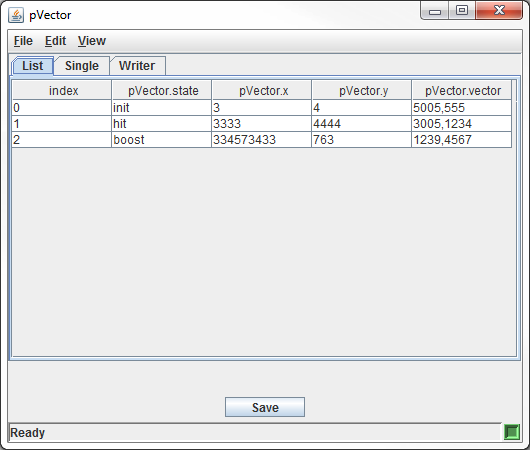 pVector
File Edit View
List Single Writer
index pVector.state pVector.x pVector.y pVector.vector
0 init 3 4 5005,555
1 hit 3333 4444 3005,1234
2 boost 334573433 763 1239,4567
Save
Ready